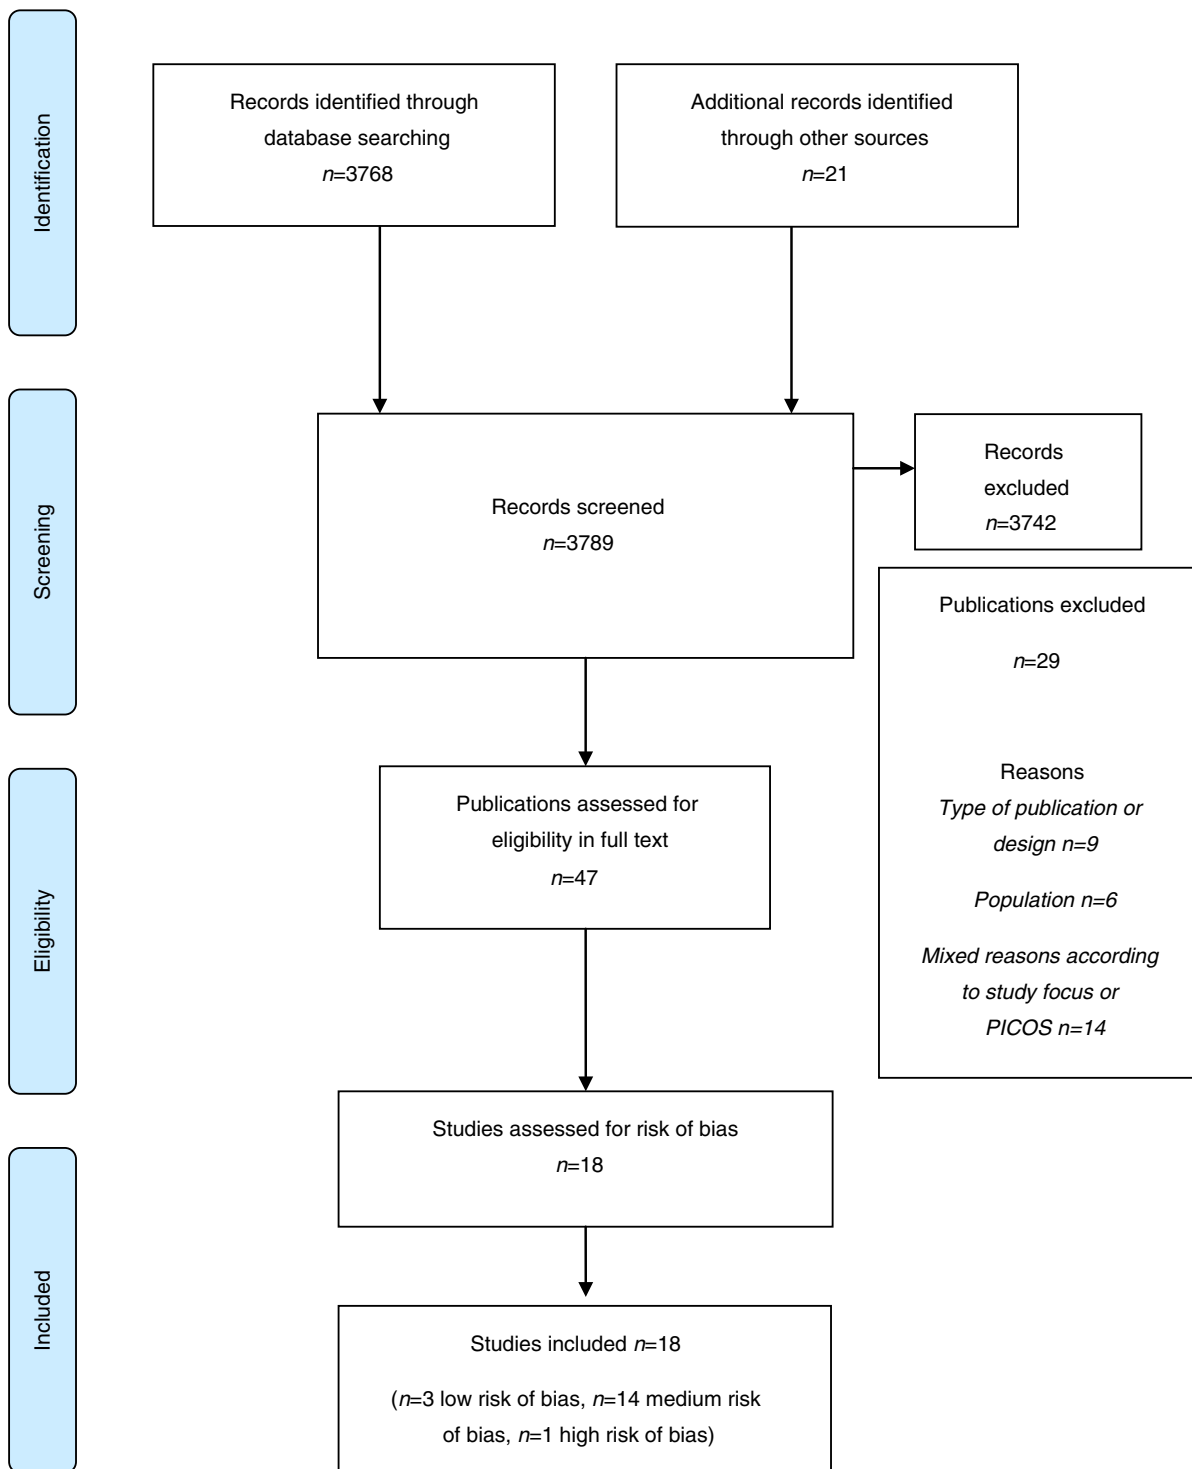 Identification
Records identified through
database searching
n=3768
Additional records identified
through other sources
n=21
Screening
Records screened
n=3789
Records
excluded
n=3742
Publications excluded
n=29
Reasons
Type of publication or
design n=9
Population n=6
Mixed reasons according
to study focus or
PICOS n=14
Eligibility
Publications assessed for
eligibility in full text
n=47
Studies assessed for risk of bias
n=18
Included
Studies included n=18
(n=3 low risk of bias, n=14 medium risk
of bias, n=1 high risk of bias)